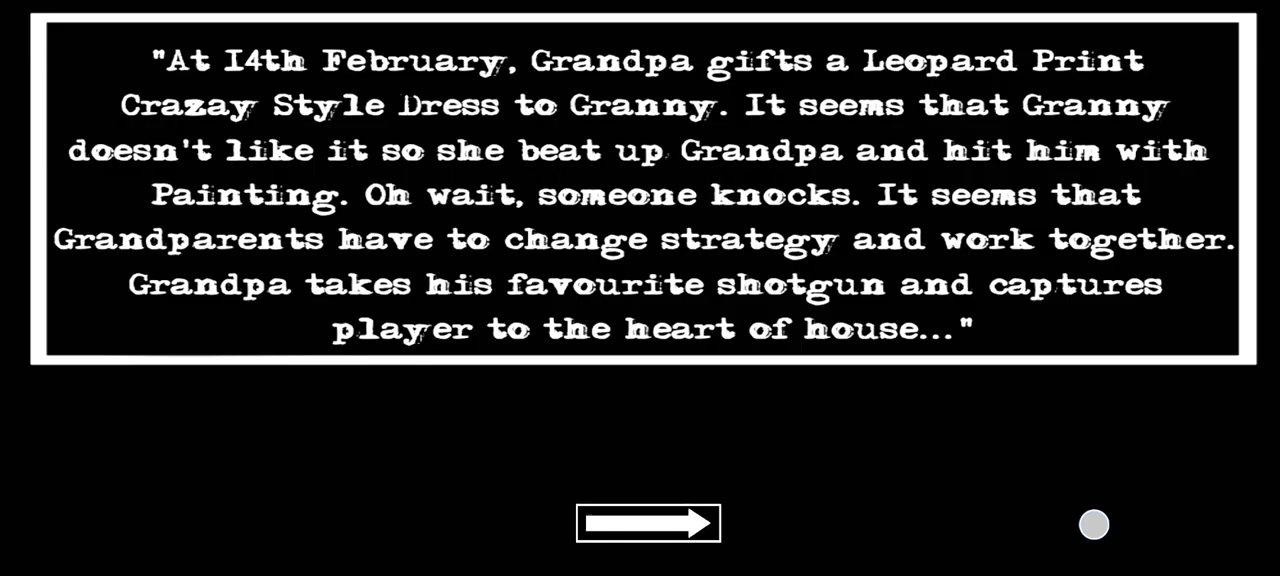 "At 14th February, Grandpa gifts a Leopard Print
Crazay Style Dress to Granny. It seems that Granny
doesn't like it so she beat up Grandpa and hit him with
Painting. Oh wait, someone knocks. It seems that
Grandparents have to change strategy and work together.
Grandpa takes his favourite shotgun and captures
player to the heart of house..."